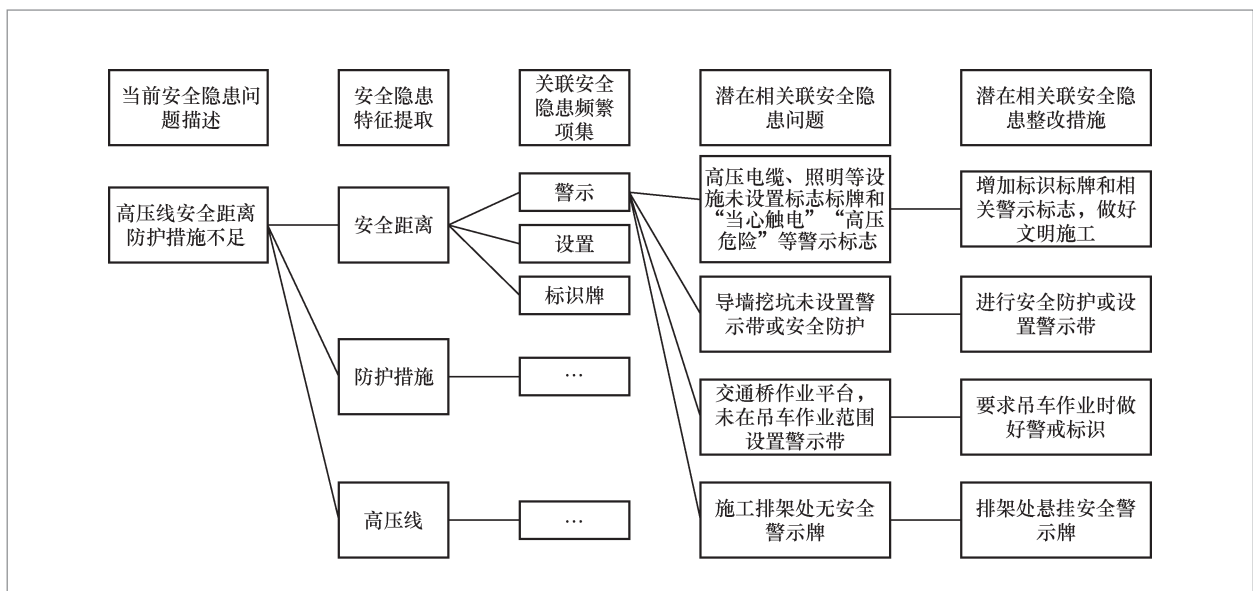 当前安全隐患问
题描述
安全隐患
特征提取
关联安全
隐患频繁
项集
潜在相关联安全隐
患问题
潜在相关联安全隐
患整改措施
高压线安全距离
防护措施不足
安全距离
警示
设置
标识牌
高压电缆、照明等设
施未设置标志标牌和
“当心触电”“高压
危险”等警示标志
增加标识标牌和相
关警示标志，做好
文明施工
导墙挖坑未设置警
示带或安全防护
进行安全防护或设
置警示带
防护措施
…
交通桥作业平台，
未在吊车作业范围
设置警示带
要求吊车作业时做
好警戒标识
高压线
…
施工排架处无安全
警示牌
排架处悬挂安全警
示牌